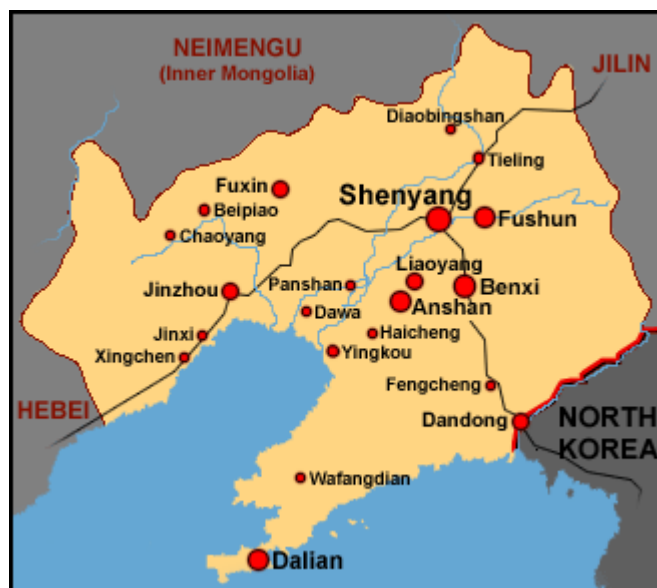 NEIMENGU
(Inner Mongolia)
JILIN
Diaobingshan
Tieling
Fuxin
Shenyang
Beipiao
Fushun
Chaoyang
Liaoyang
Panshan
Benxi
Jinzhou
Anshan
Dawa
Jinxi
Haicheng
Xingchen
Yingkou
Fengcheng
HEBEI
Dandong
NORTH
KOREA
Wafangdian
Dalian